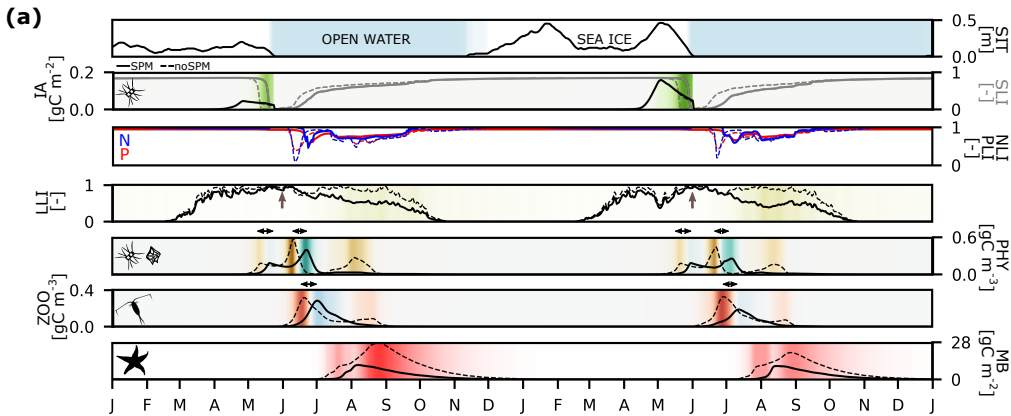 (a)
OPEN WATER
SEA ICE
0.5
0.0
SIT
[m]
SPM
noSPM
IA
[gC m-2]
0.2
0.0
1
0
SLI
[-]
N
P
1
0
NLI
PLI
[-]
LLI
[-]
1
0
0.6
0.0
PHY
[gC m-3]
ZOO
[gC m-3]
0.4
0.0
28
0
MB
[gC m-2]
J F M A M J J A S O N D J F M A M J J A S O N D J